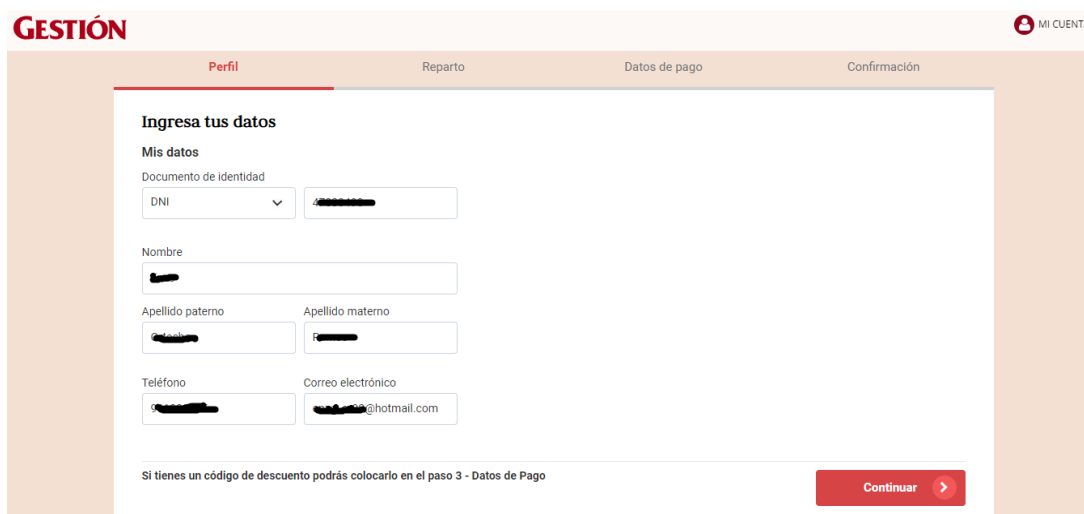 GESTIÓN
MI CUENT
Perfil Reparto Datos de pago Confirmación
Ingresa tus datos
Mis datos
Documento de identidad
DNI
Nombre
Apellido paterno Apellido materno
Teléfono Correo electrónico
@hotmail.com
Si tienes un código de descuento podrás colocarlo en el paso 3 - Datos de Pago
Continuar